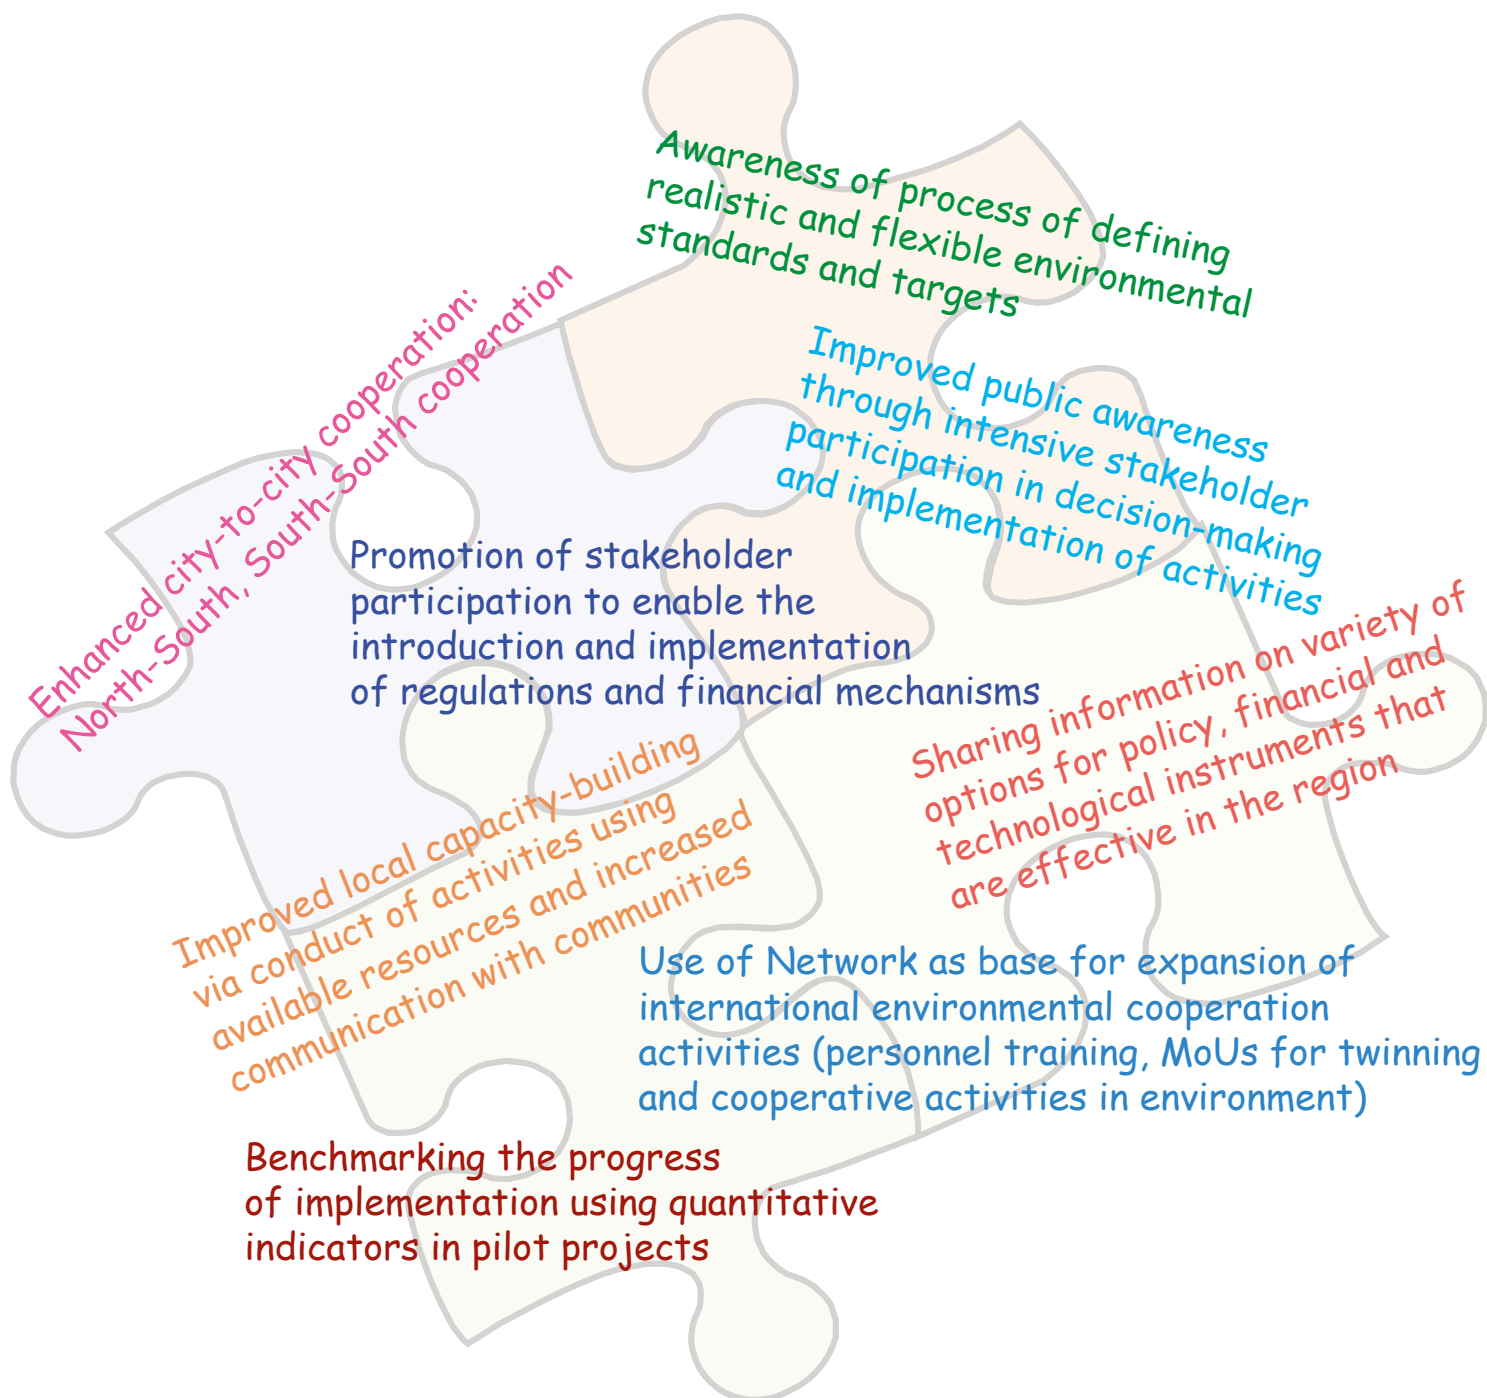 Awareness of process of defining
realistic and flexible environmental
standards and targets
Enhanced city-to-city cooperation:
North-South, South-South cooperation
Improved public awareness
through intensive stakeholder
participation in decision-making
and implementation of activities
Promotion of stakeholder
participation to enable the
introduction and implementation
of regulations and financial mechanisms
Sharing information on variety of
options for policy, financial and
technological instruments that
are effective in the region
Improved local capacity-building
via conduct of activities using
available resources and increased
communication with communities
Use of Network as base for expansion of
international environmental cooperation
activities (personnel training, MoUs for twinning
and cooperative activities in environment)
Benchmarking the progress
of implementation using quantitative
indicators in pilot projects